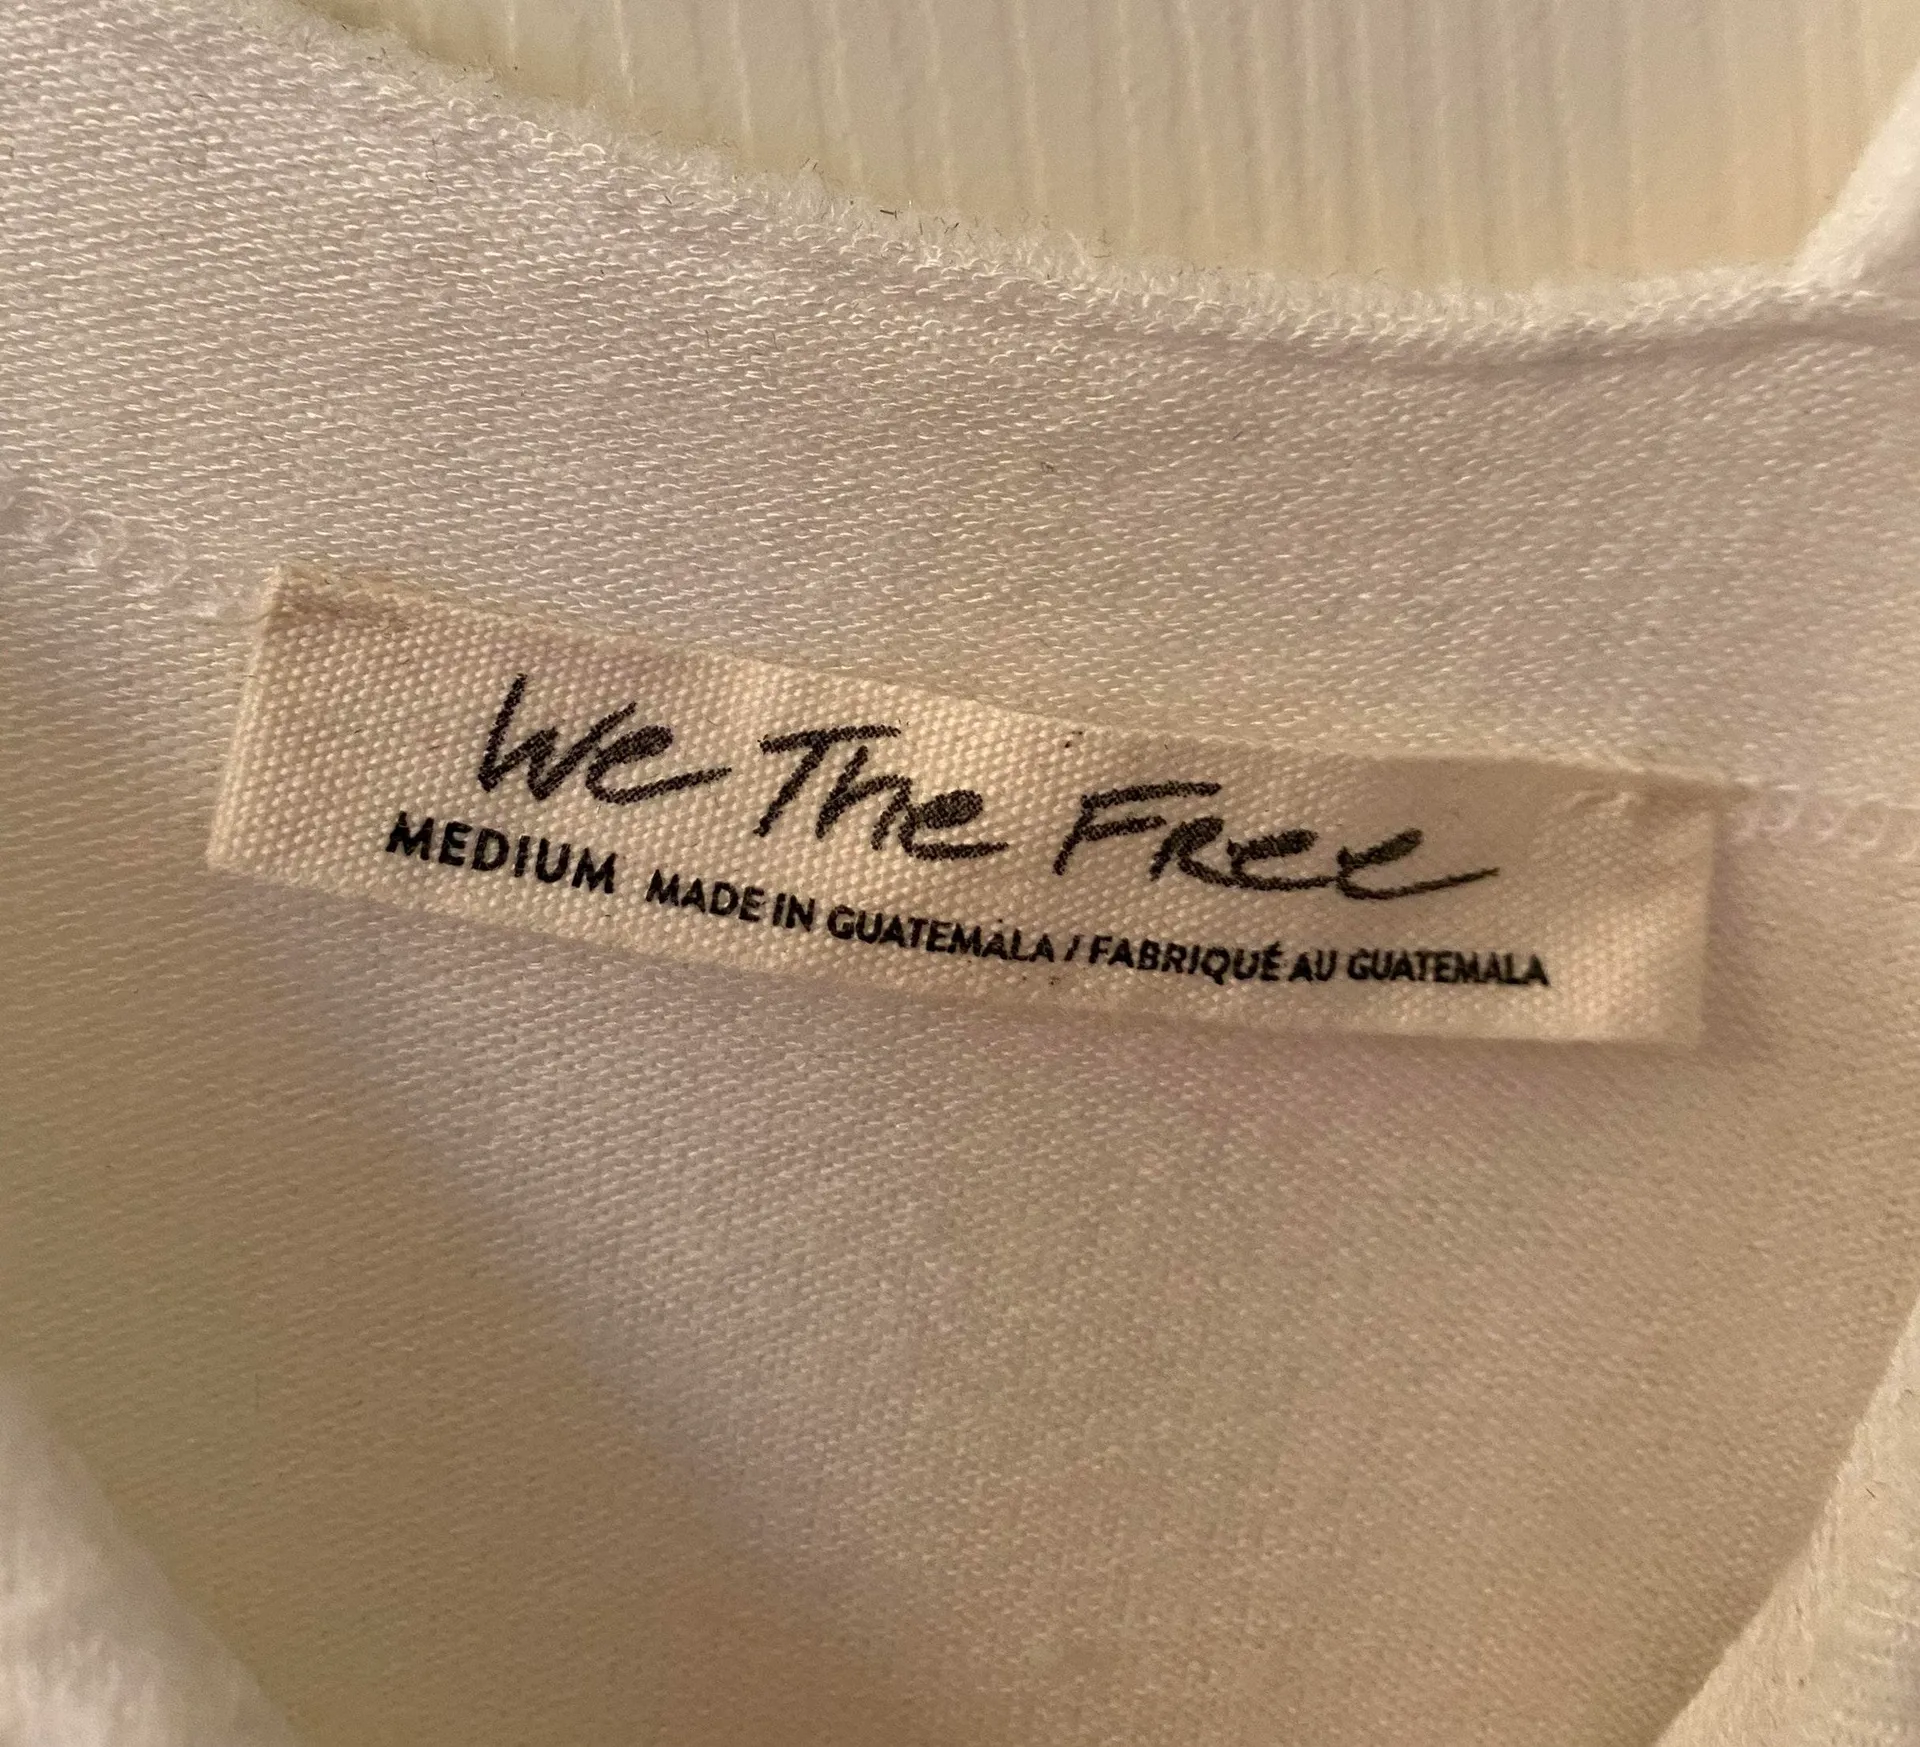 We The Free
MEDIUM MADE IN GUATEMALA / FABRIQUÉ AU GUATEMALA